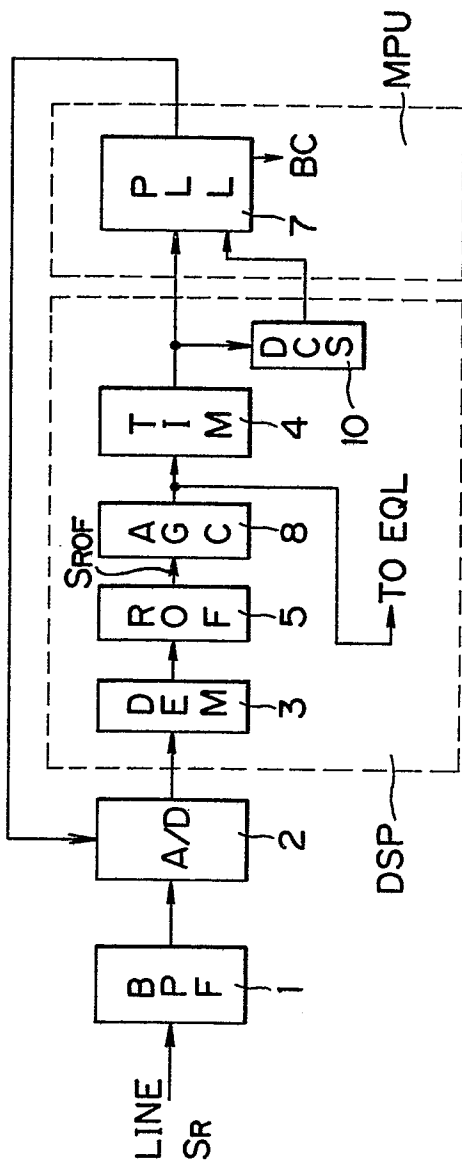 LINE
SR
BPF
1
A/D
2
DEM
3
ROF
5
SROF
AGC
8
TIM
4
DCS
10
PLL
7
BC
TO EQL
DSP
MPU